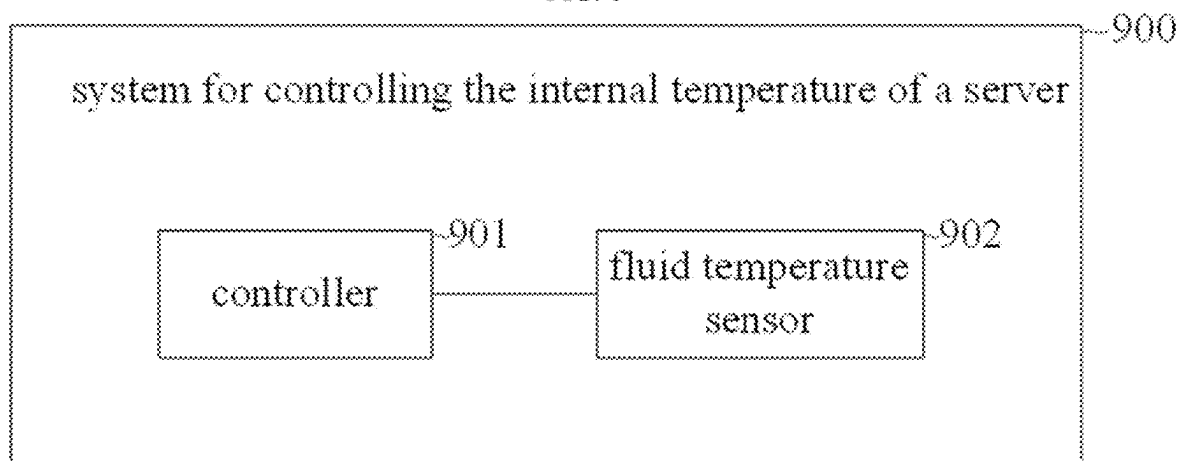 900
system for controlling the internal temperature of a server
901
902
controller
fluid temperature
sensor